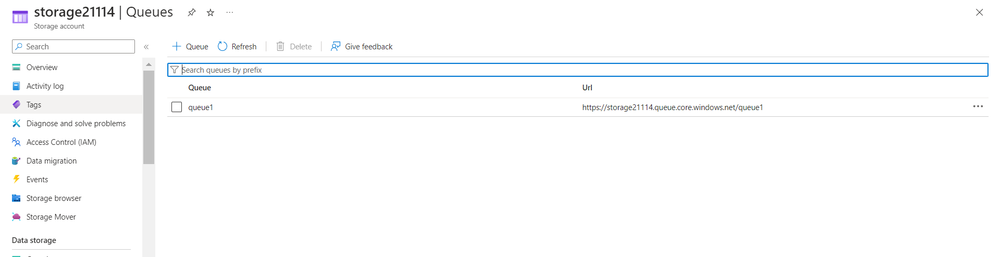 storage21114 | Queues
Storage account
Search
Overview
Activity log
Tags
Diagnose and solve problems
Access Control (IAM)
Data migration
Events
Storage browser
Storage Mover
Data storage
Queue Refresh Delete Give feedback
Search queues by prefix
Queue Url
queue1 https://storage21114.queue.core.windows.net/queue1